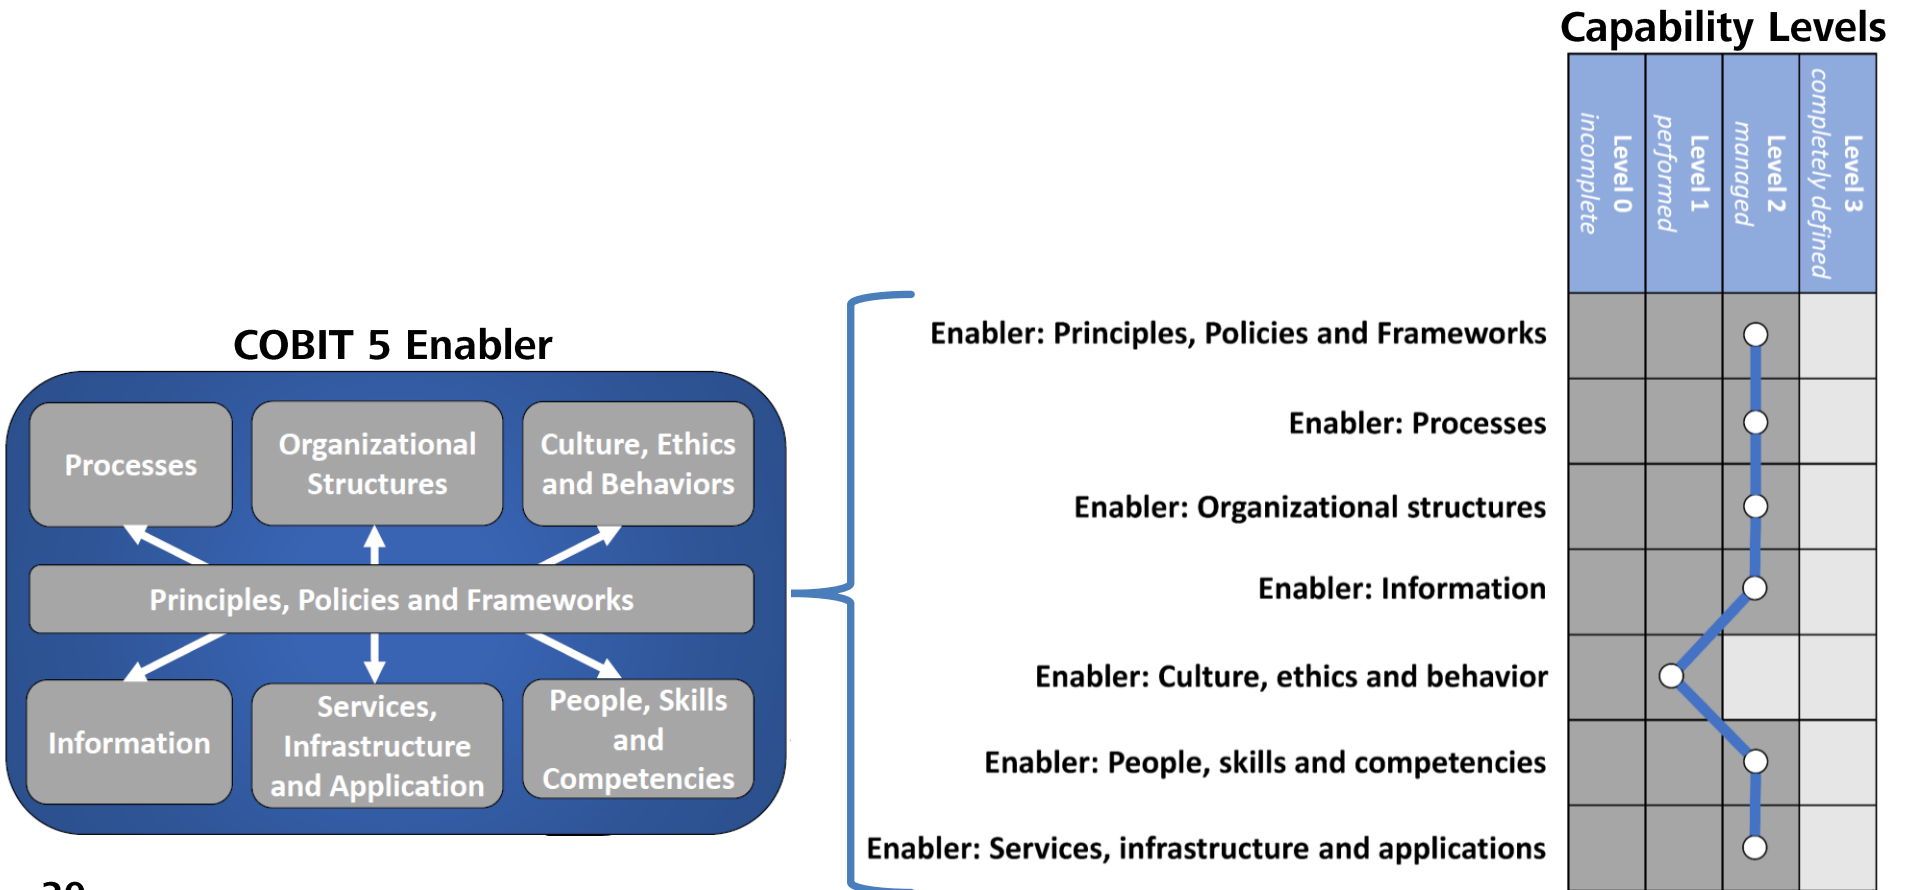 Capability Levels
Level 0
incomplete
Level 1
performed
Level 2
managed
Level 3
completely defined
COBIT 5 Enabler
Processes
Organizational
Structures
Culture, Ethics
and Behaviors
Principles, Policies and Frameworks
Information
Services,
Infrastructure
and Application
People, Skills
and
Competencies
Enabler: Principles, Policies and Frameworks
Enabler: Processes
Enabler: Organizational structures
Enabler: Information
Enabler: Culture, ethics and behavior
Enabler: People, skills and competencies
Enabler: Services, infrastructure and applications